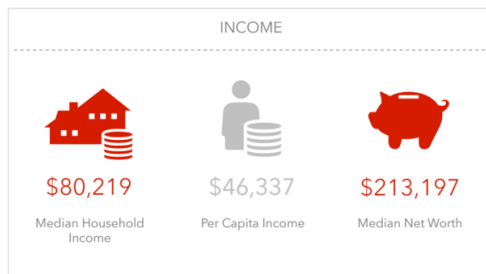 INCOME
$80,219
$46,337
$213,197
Median Household
Income
Per Capita Income
Median Net Worth